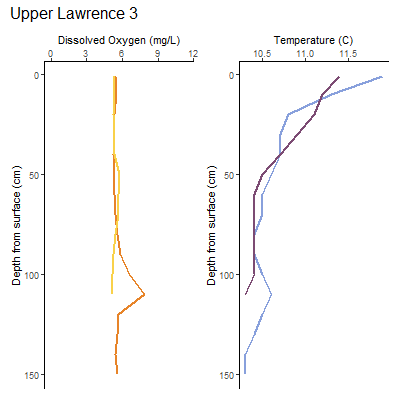 Upper Lawrence 3
Dissolved Oxygen (mg/L)
0 3 6 9 12
Depth from surface (cm)
0
50
100
150
Temperature (C)
10.5 11.0 11.5
Depth from surface (cm)
0
50
100
150